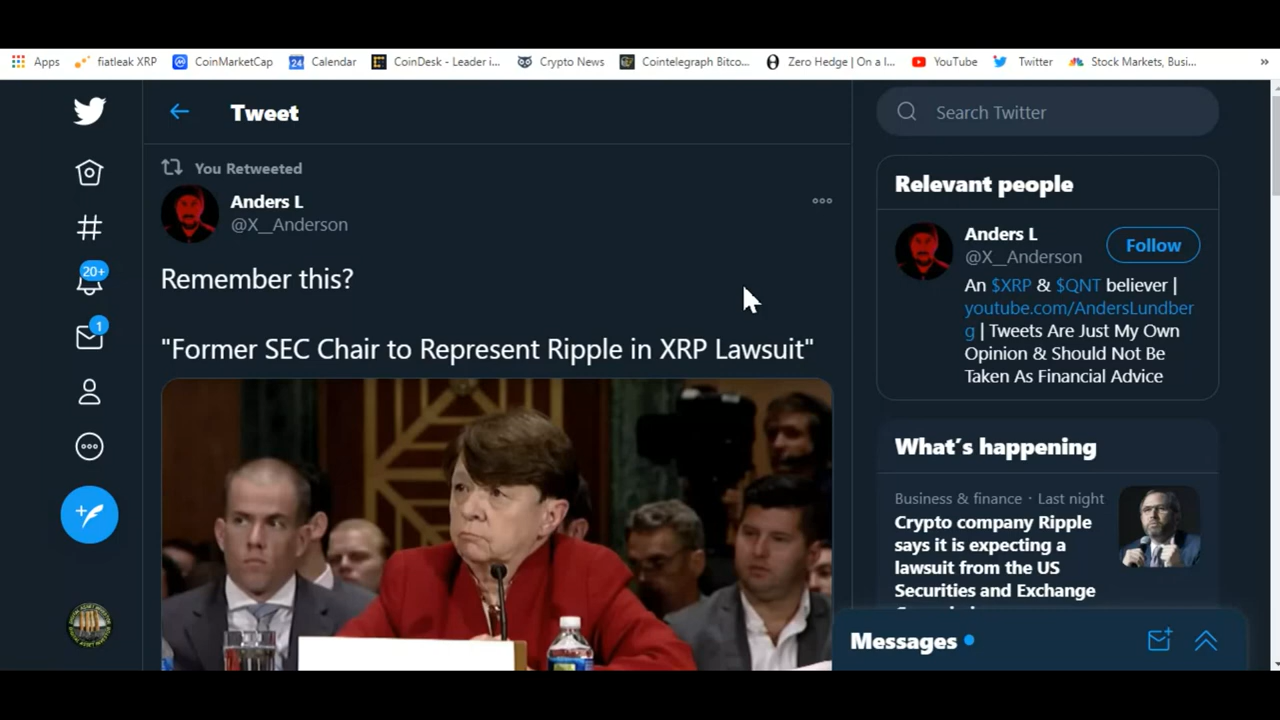 Apps fiatleak XRP CoinMarketCap 24 Calendar CoinDesk - Leader i... Crypto News Cointelegraph Bitco... Zero Hedge | On a l... YouTube Twitter Stock Markets, Busi... »
Tweet
You Retweeted
Anders L
@X__Anderson
Remember this?
"Former SEC Chair to Represent Ripple in XRP Lawsuit"
20+
1
Search Twitter
Relevant people
Anders L
@X__Anderson
Follow
An $XRP & $QNT believer |
youtube.com/AndersLundber
g | Tweets Are Just My Own
Opinion & Should Not Be
Taken As Financial Advice
What's happening
Business & finance · Last night
Crypto company Ripple
says it is expecting a
lawsuit from the US
Securities and Exchange
Messages